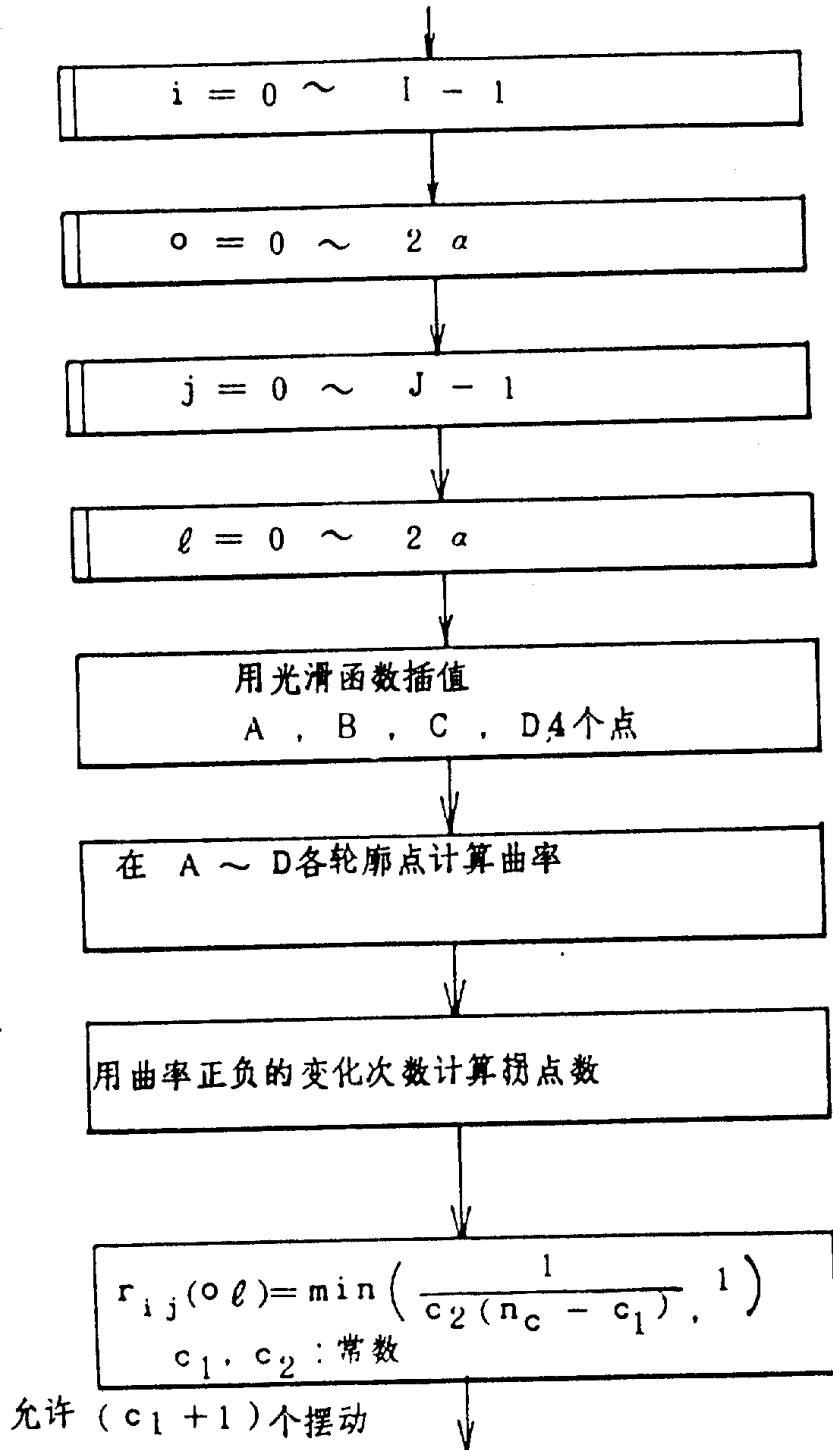 i = 0 ～ I - 1
o = 0 ～ 2 α
j = 0 ～ J - 1
ℓ = 0 ～ 2 α
用光滑函数插值
A , B , C , D,4个点
在 A ～ D各轮廓点计算曲率
用曲率正负的变化次数计算拐点数
r_{ij}(o ℓ)= min( 1 / c_2(n_c - c_1) , 1 )
c_1, c_2 : 常数
允许 ( c_1 + 1 ) 个摆动